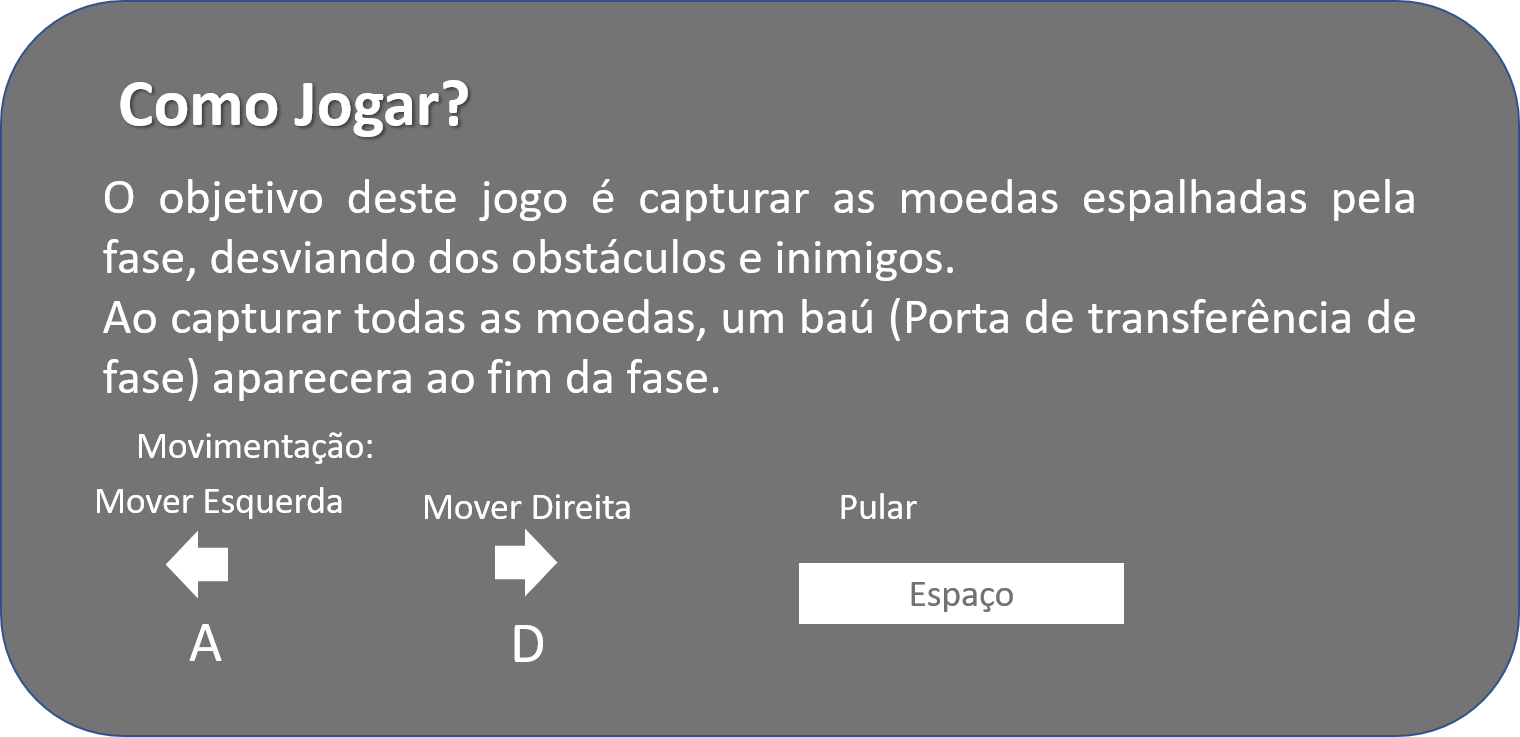 Como Jogar?
O objetivo deste jogo é capturar as moedas espalhadas pela
fase, desviando dos obstáculos e inimigos.
Ao capturar todas as moedas, um baú (Porta de transferência de
fase) aparecera ao fim da fase.
Movimentação:
Mover Esquerda
Mover Direita
Pular
Espaço
A
D